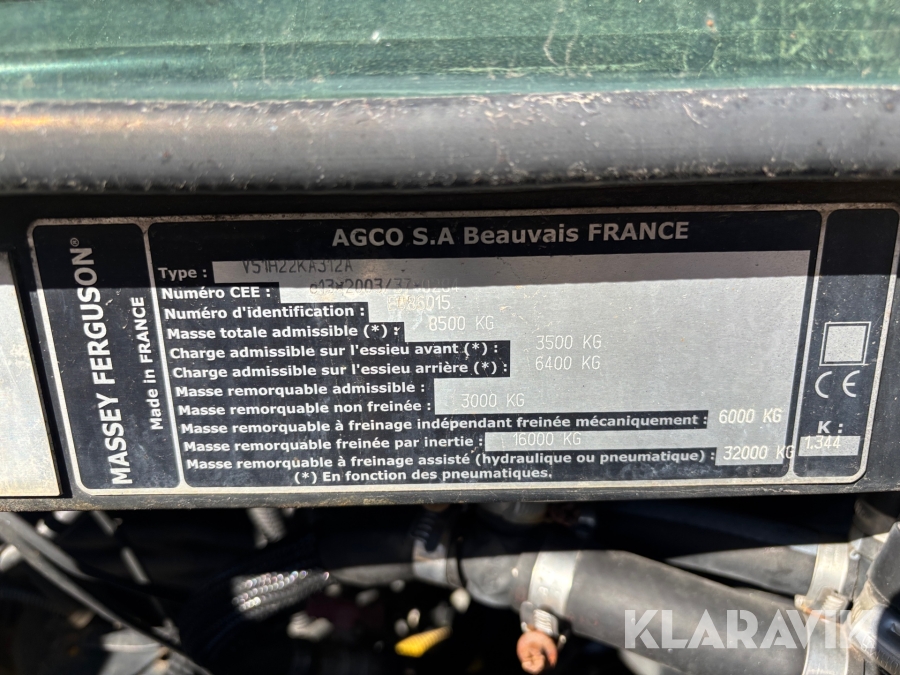 MASSEY FERGUSON®
Made in FRANCE
AGCO S.A Beauvais FRANCE
Type : VS1H22KA312A
Numéro CEE :
Numéro d'identification :
Masse totale admissible (*) : 8500 KG
Charge admissible sur l'essieu avant (*) : 3500 KG
Charge admissible sur l'essieu arrière (*) : 6400 KG
Masse remorquable admissible :
Masse remorquable non freinée : 3000 KG
Masse remorquable à freinage indépendant freinée mécaniquement : 6000 KG
Masse remorquable freinée par inertie : 16000 KG
Masse remorquable à freinage assisté (hydraulique ou pneumatique) : 32000 KG
(*) En fonction des pneumatiques.
CE
K :
1.344
KLARAVIK